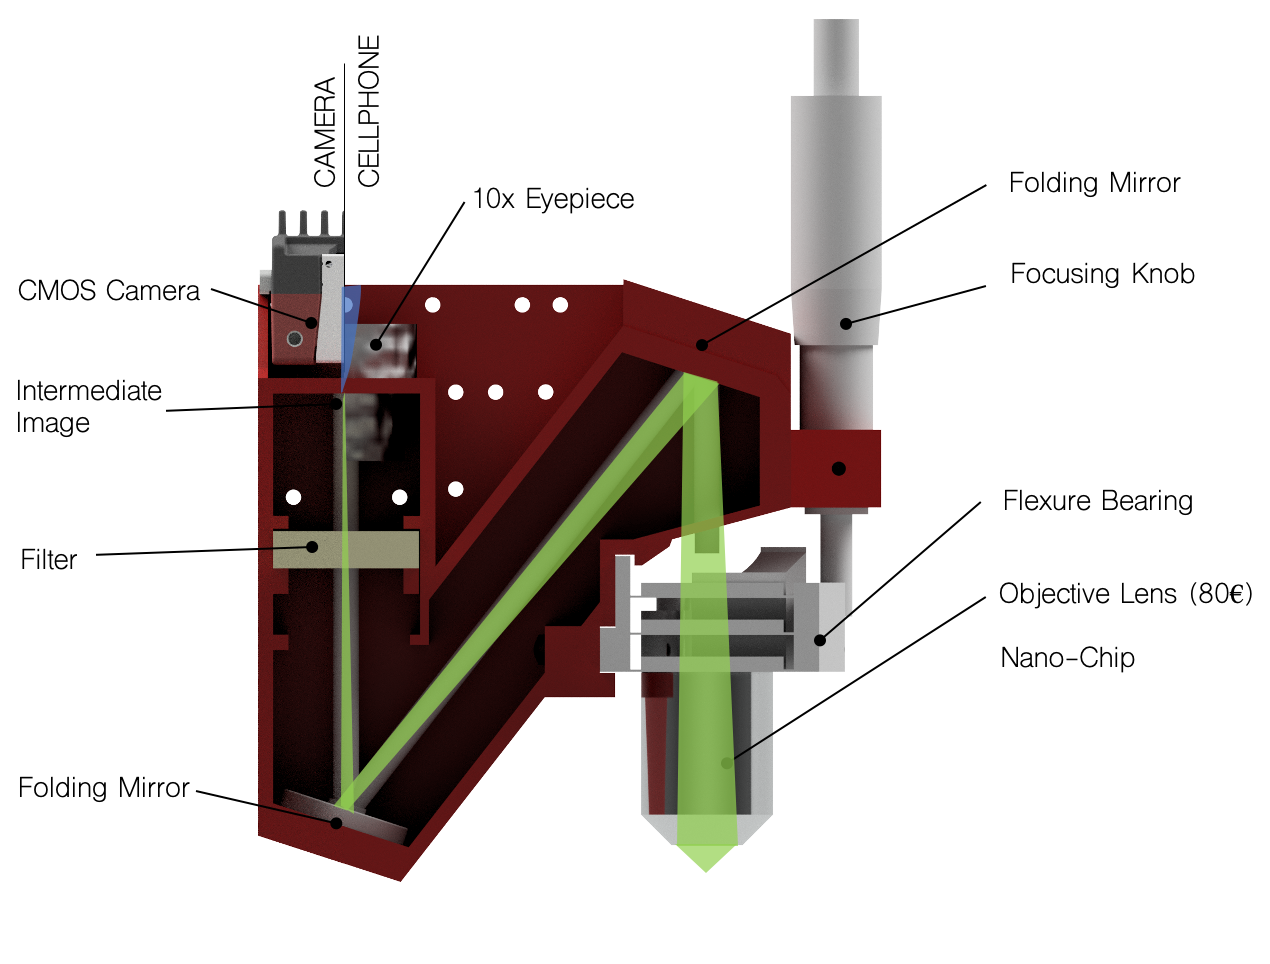 CAMERA
CELLPHONE
10x Eyepiece
Folding Mirror
Focusing Knob
CMOS Camera
Intermediate
Image
Flexure Bearing
Filter
Objective Lens (80€)
Nano-Chip
Folding Mirror